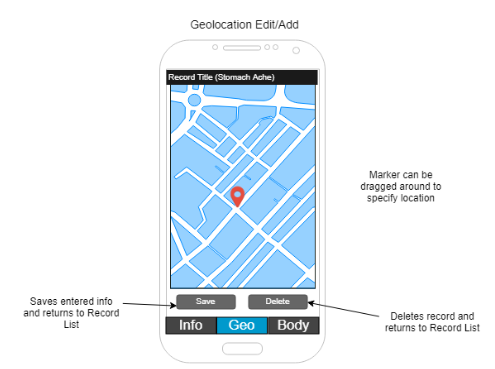 Geolocation Edit/Add
Record Title (Stomach Ache)
Marker can be
dragged around to
specify location
Saves entered info
and returns to Record
List
Save
Delete
Deletes record and
returns to Record List
Info
Geo
Body